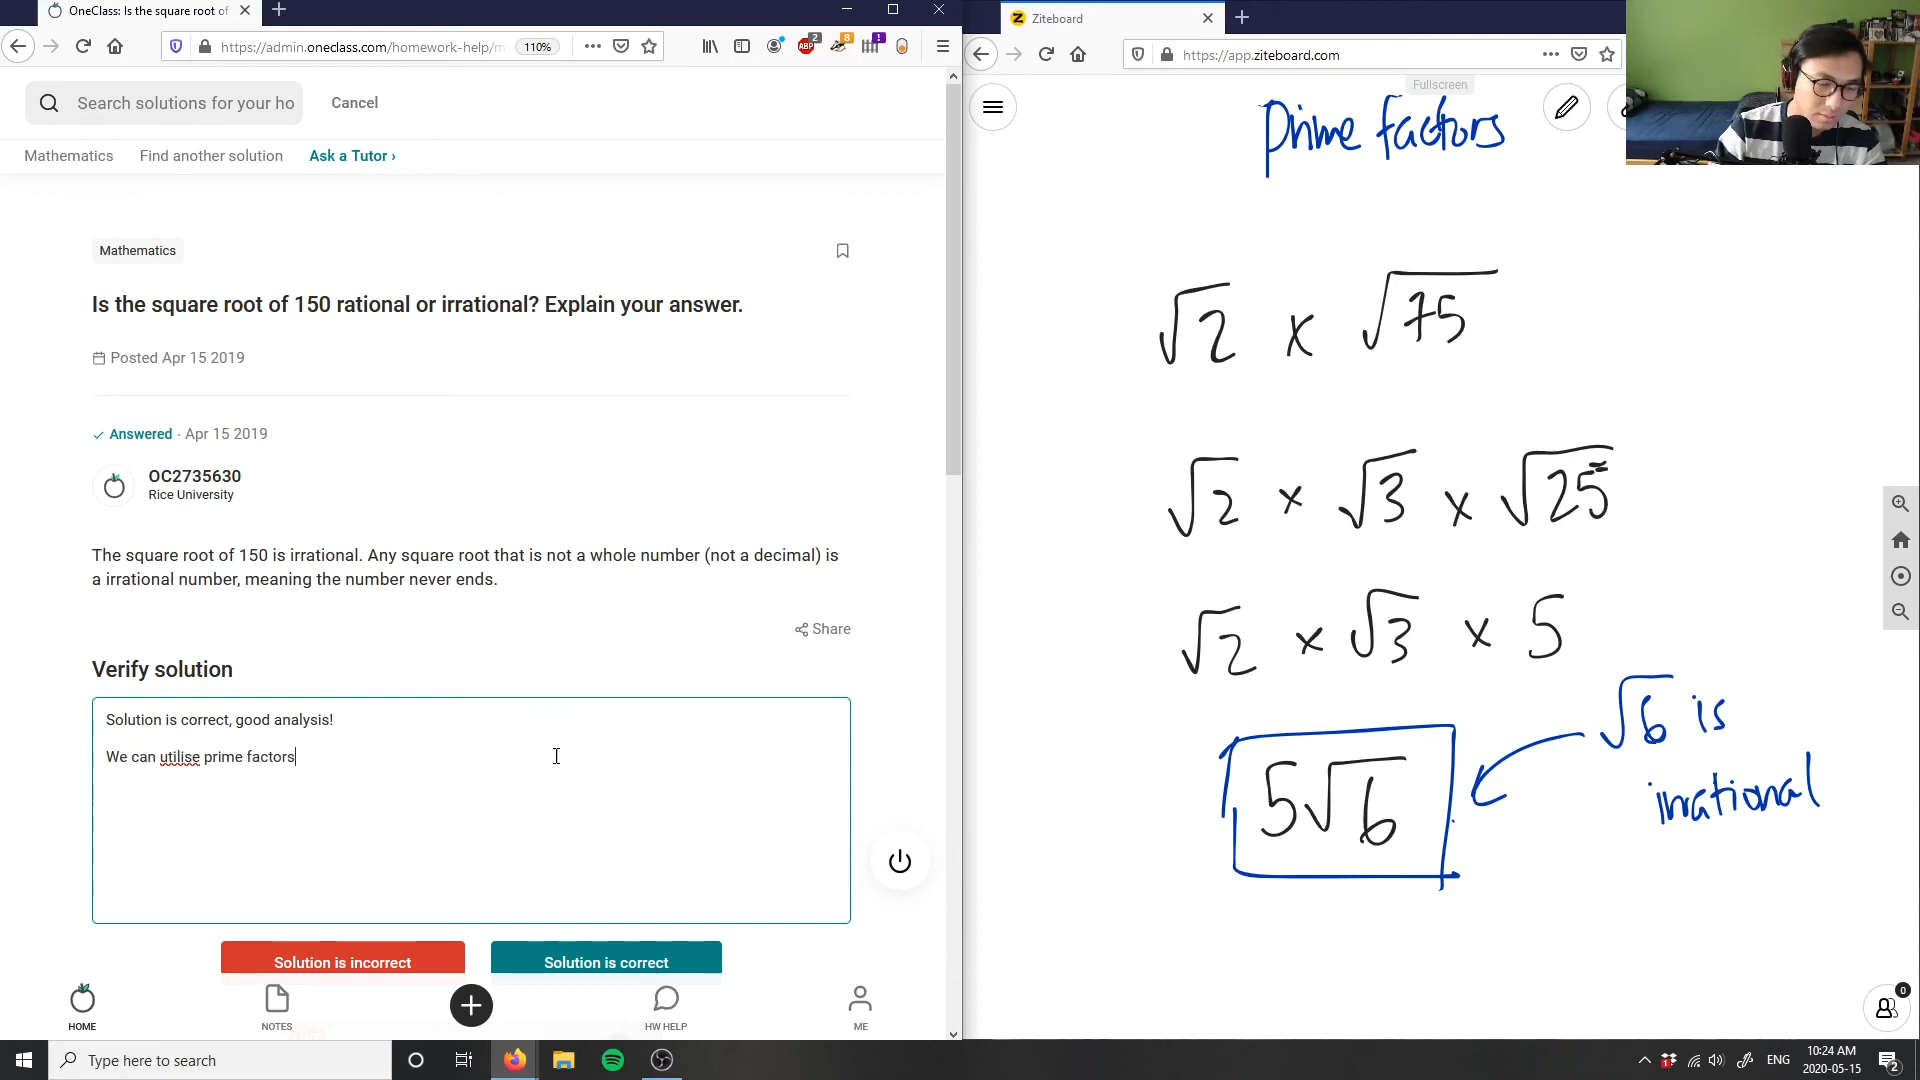 OneClass: Is the square root of
https://admin.oneclass.com/homework-help/m
110%
2
8
!
ABP
Search solutions for your ho
Cancel
Mathematics
Find another solution
Ask a Tutor ›
Mathematics
Is the square root of 150 rational or irrational? Explain your answer.
Posted Apr 15 2019
Answered · Apr 15 2019
OC2735630
Rice University
The square root of 150 is irrational. Any square root that is not a whole number (not a decimal) is
a irrational number, meaning the number never ends.
Share
Verify solution
Solution is correct, good analysis!
We can utilise prime factors
Solution is incorrect
Solution is correct
HOME
NOTES
HW HELP
ME
Ziteboard
https://app.ziteboard.com
Fullscreen
Prime factors
√2 x √75
√2 x √3 x √25
√2 x √3 x 5
√6 is
irrational
5√6
0
Type here to search
ENG
10:24 AM
2020-05-15
2